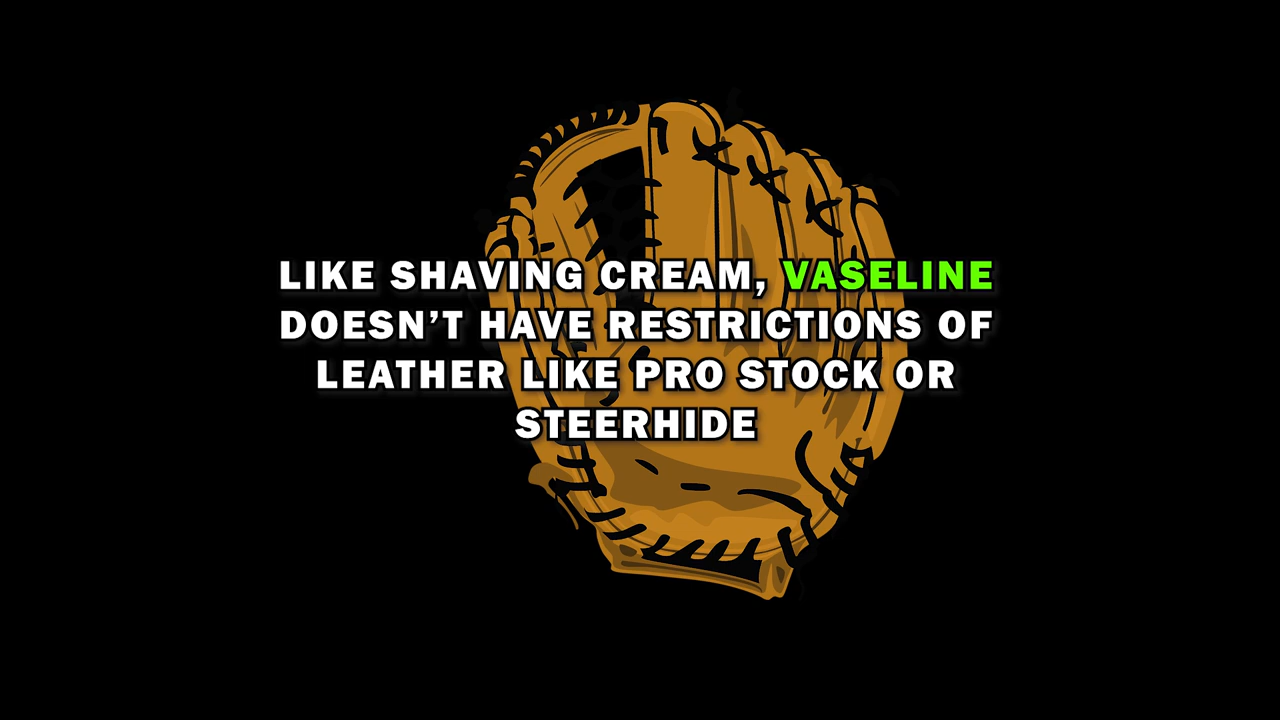 LIKE SHAVING CREAM, VASELINE
DOESN’T HAVE RESTRICTIONS OF
LEATHER LIKE PRO STOCK OR
STEERHIDE